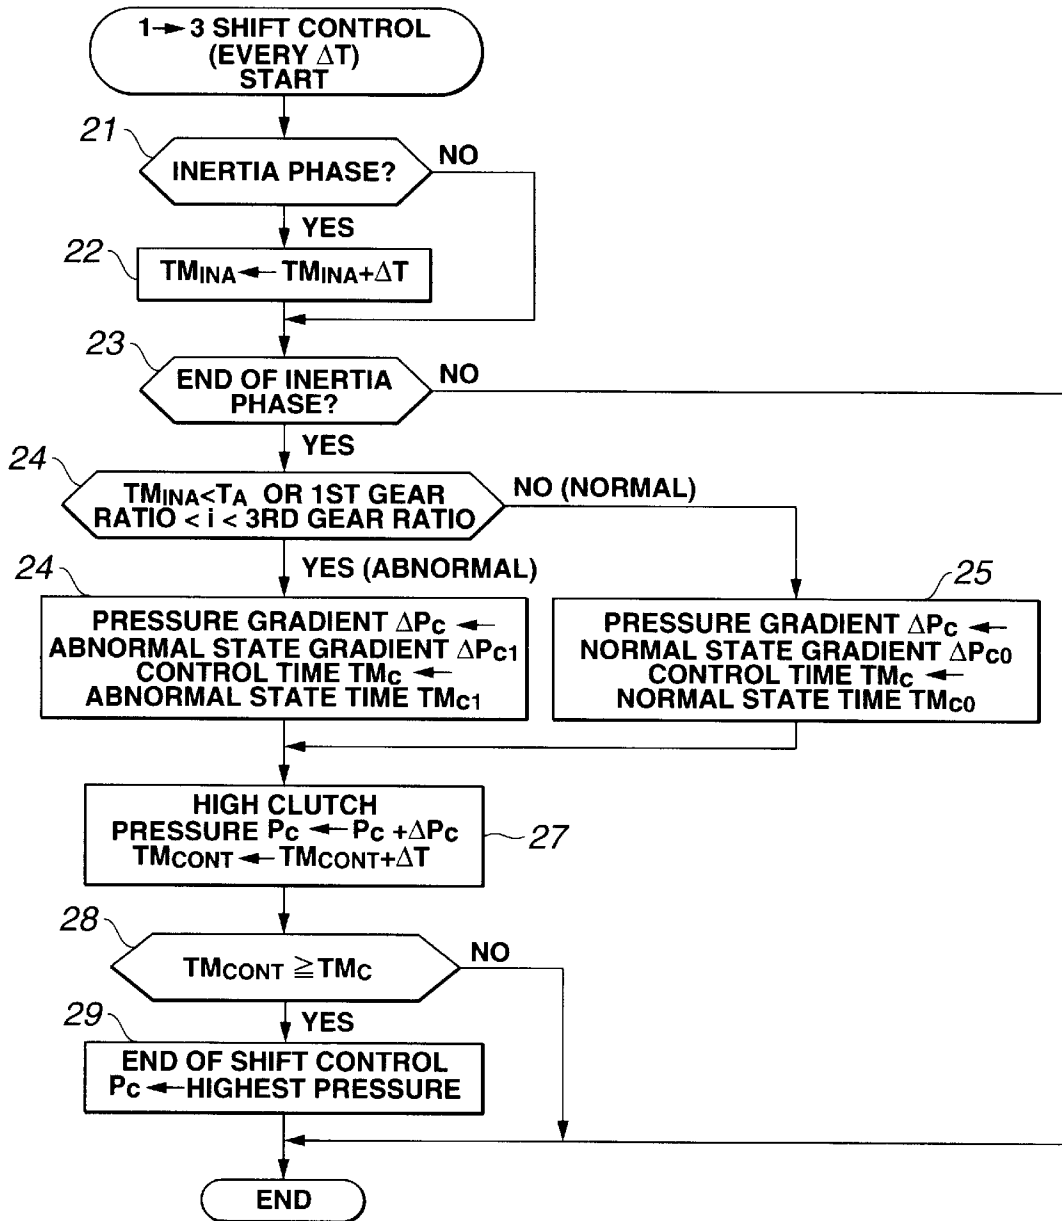 1→3 SHIFT CONTROL
(EVERY ΔT)
START
21
INERTIA PHASE?
NO
YES
22
TMINA ← TMINA+ΔT
23
END OF INERTIA
PHASE?
NO
YES
24
TMINA<TA OR 1ST GEAR
RATIO < i < 3RD GEAR RATIO
NO (NORMAL)
YES (ABNORMAL)
24
PRESSURE GRADIENT ΔPC ←
ABNORMAL STATE GRADIENT ΔPC1
CONTROL TIME TMC ←
ABNORMAL STATE TIME TMC1
25
PRESSURE GRADIENT ΔPC ←
NORMAL STATE GRADIENT ΔPC0
CONTROL TIME TMC ←
NORMAL STATE TIME TMC0
HIGH CLUTCH
PRESSURE PC ← PC +ΔPC
TMCONT ← TMCONT+ΔT
27
28
TMCONT ≧ TMC
NO
YES
29
END OF SHIFT CONTROL
PC ← HIGHEST PRESSURE
END